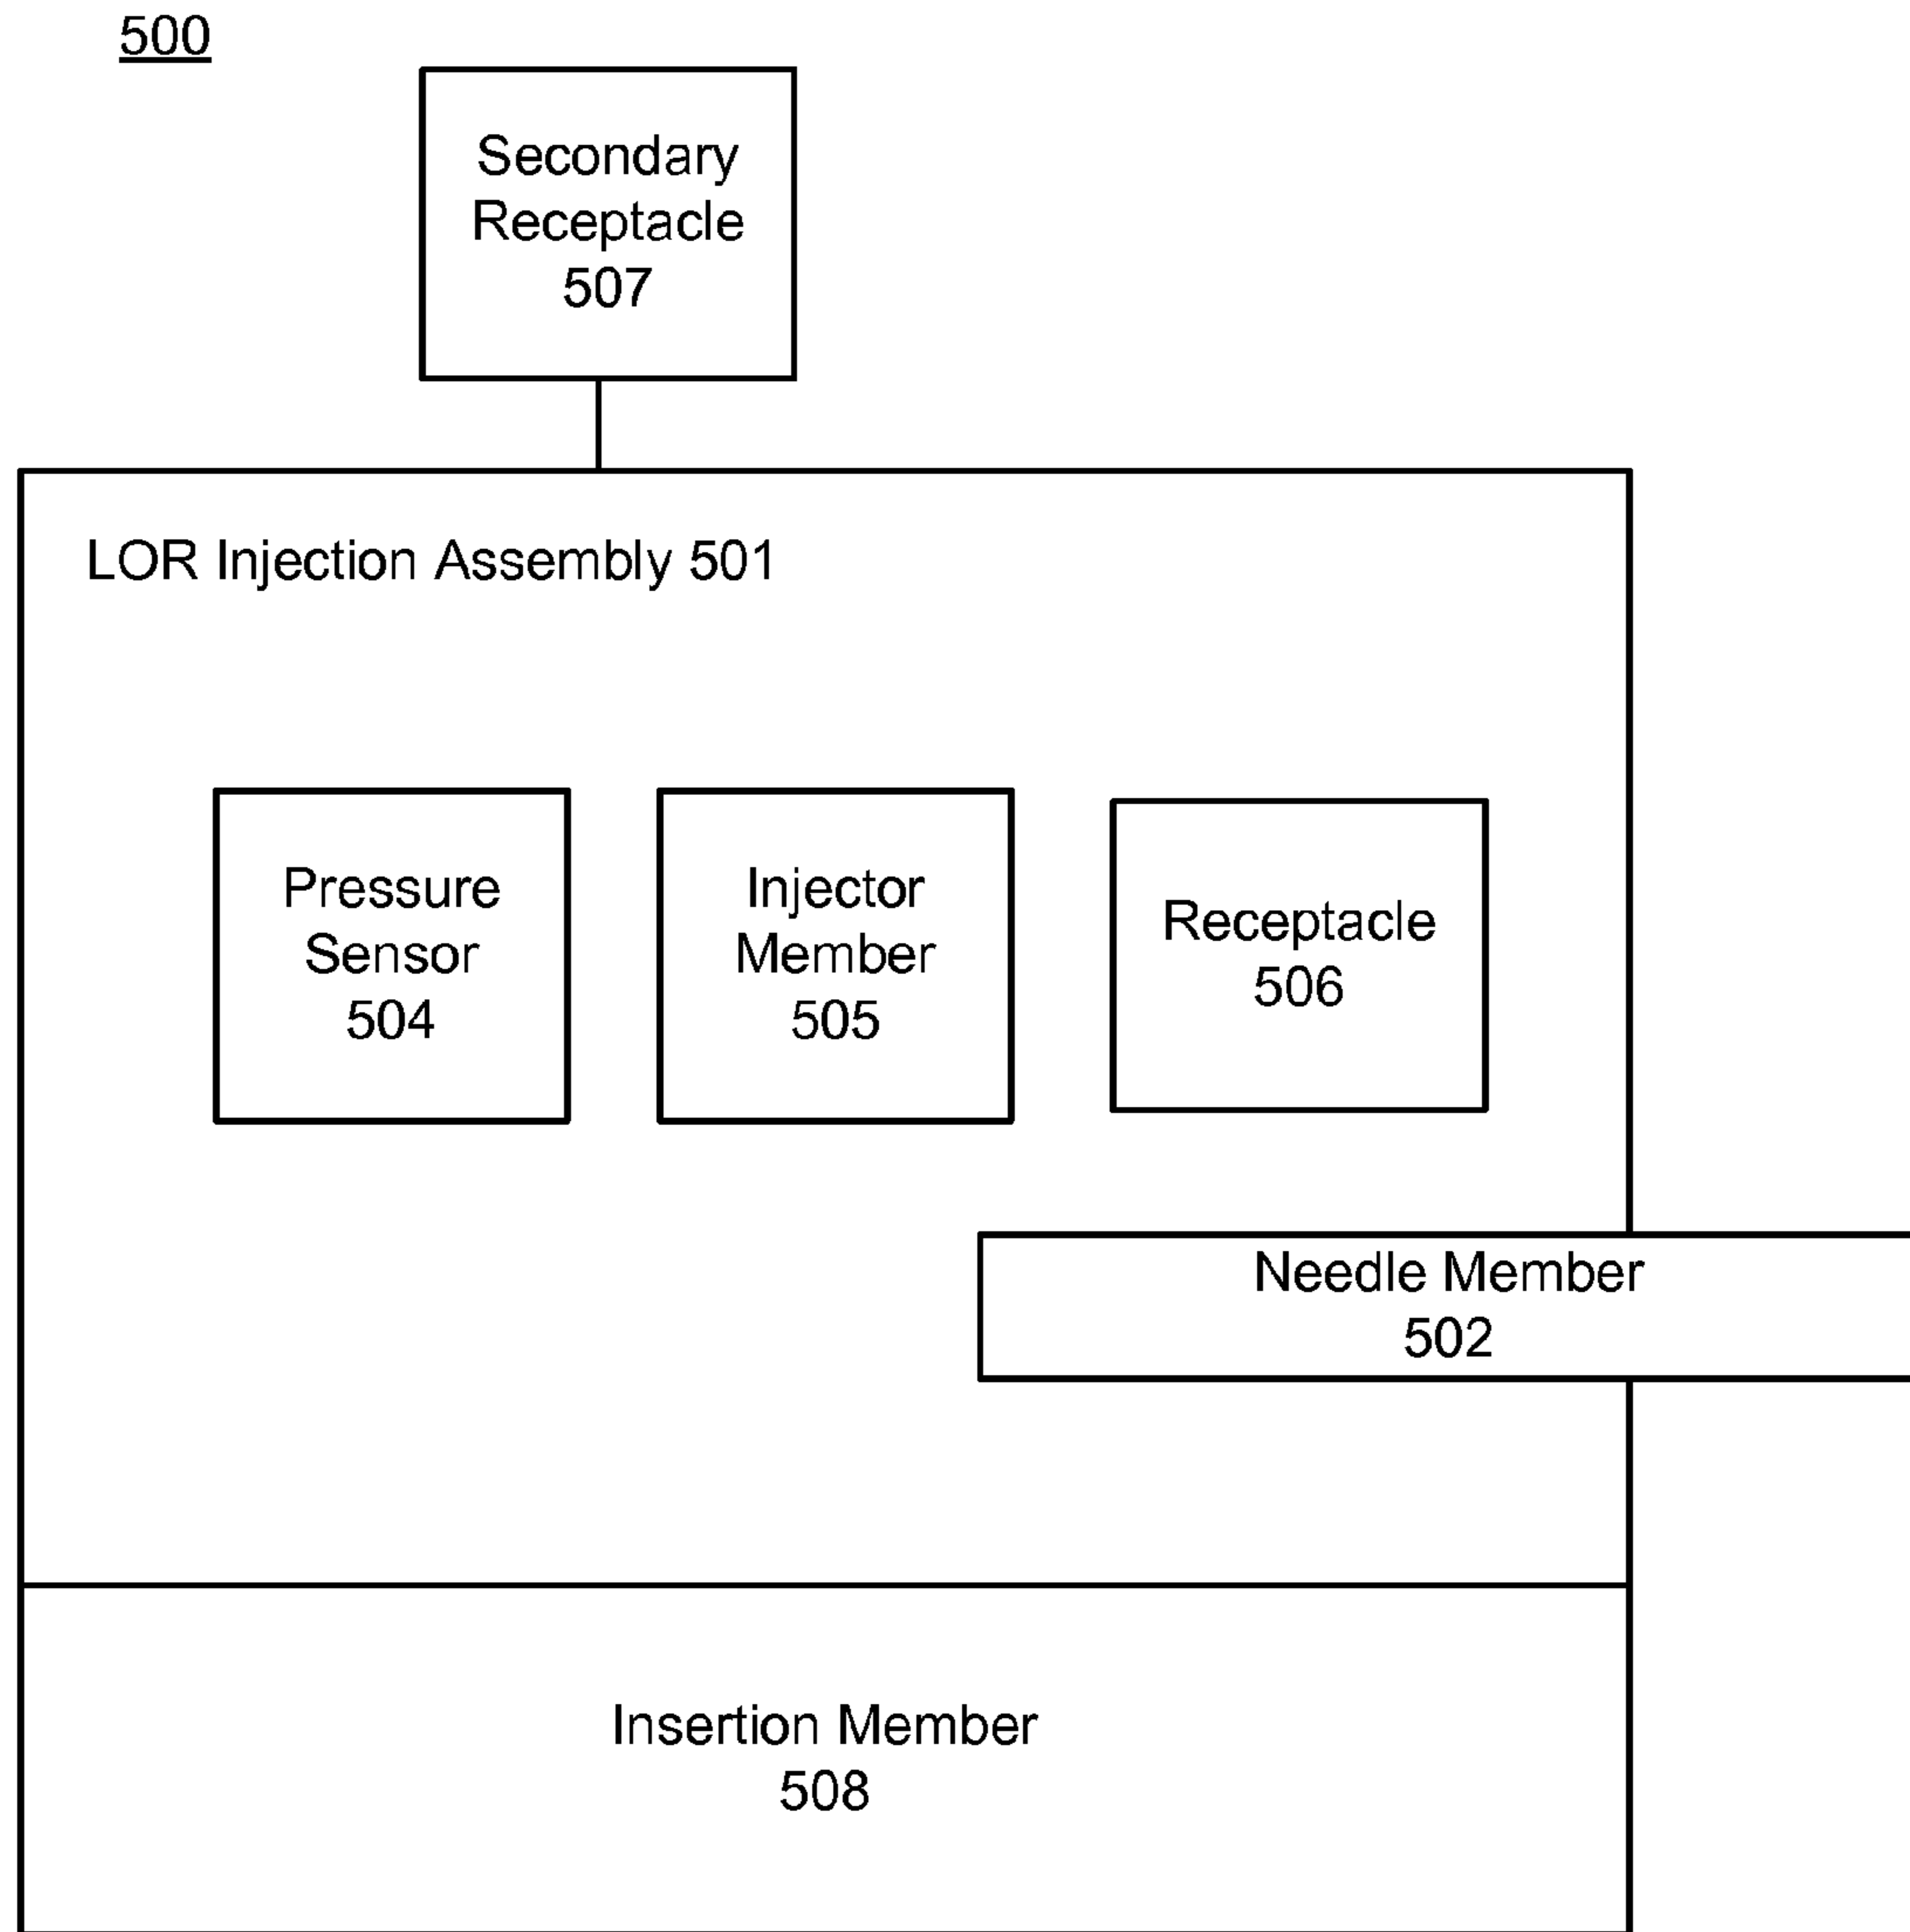 500
Secondary
Receptacle
507
LOR Injection Assembly 501
Pressure
Sensor
504
Injector
Member
505
Receptacle
506
Needle Member
502
Insertion Member
508